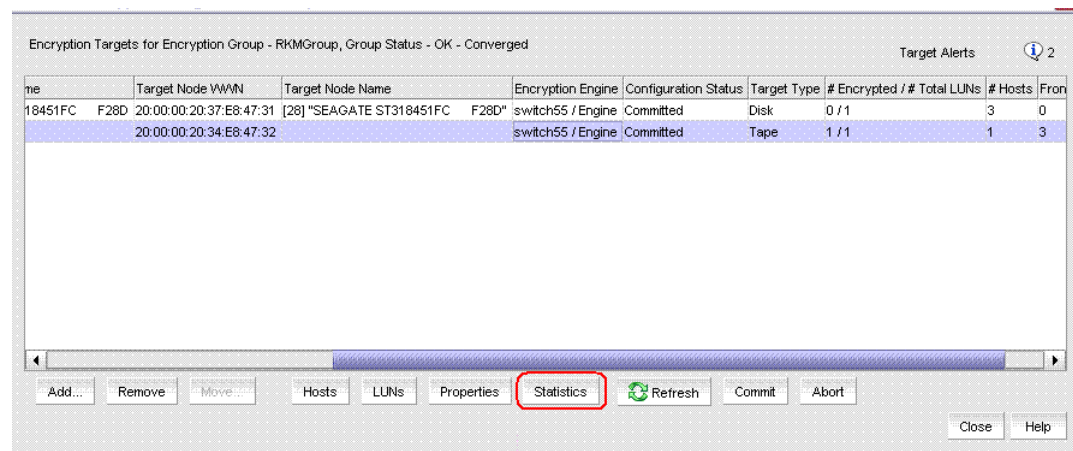 Encryption Targets for Encryption Group - RKMGroup, Group Status - OK - Converged
Target Alerts 2
me Target Node WWN Target Node Name Encryption Engine Configuration Status Target Type # Encrypted / # Total LUNs # Hosts Fron
18451FC F28D 20:00:00:20:37:E8:47:31 [28] "SEAGATE ST318451FC F28D" switch55 / Engine Committed Disk 0 / 1 3 0
20:00:00:20:34:E8:47:32 switch55 / Engine Committed Tape 1 / 1 1 3
Add... Remove Move... Hosts LUNs Properties Statistics Refresh Commit Abort
Close Help